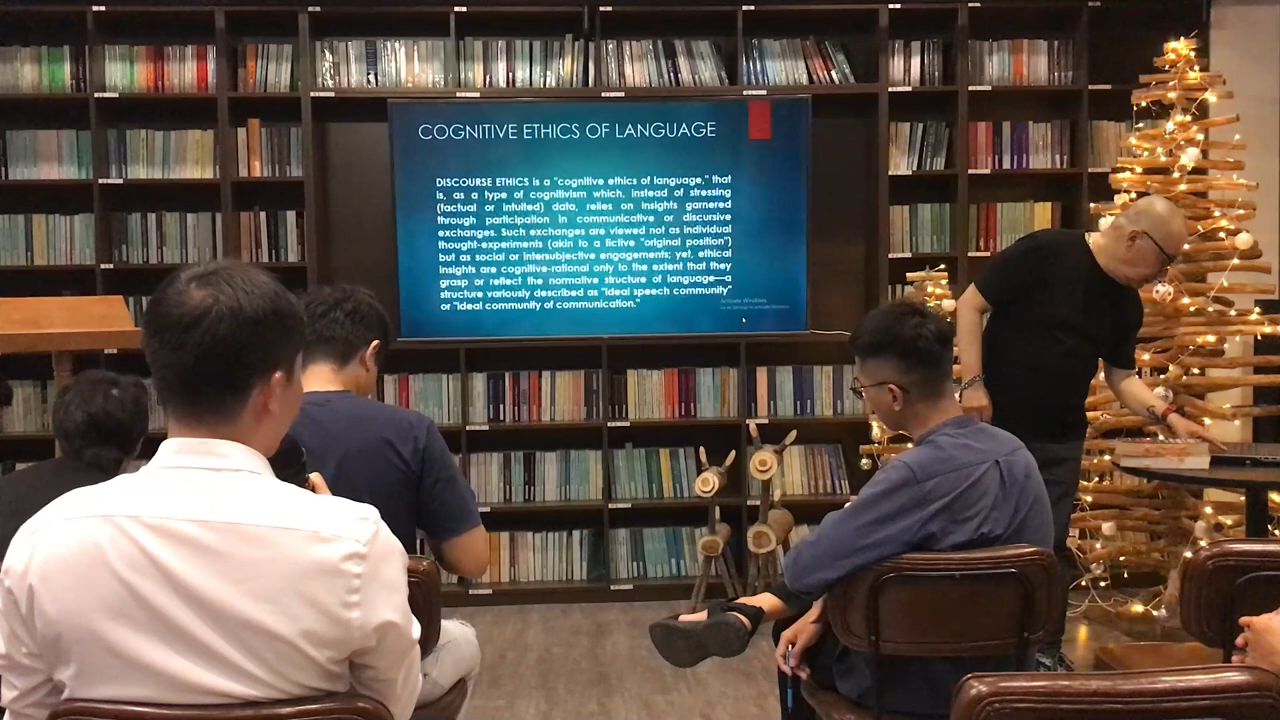 COGNITIVE ETHICS OF LANGUAGE
DISCOURSE ETHICS is a "cognitive ethics of language," that
is, as a type of cognitivism which, instead of stressing
(factual or intuited) data, relies on insights garnered
through participation in communicative or discursive
exchanges. Such exchanges are viewed not as individual
thought-experiments (akin to a fictive "original position")
but as social or intersubjective engagements; yet, ethical
insights are cognitive-rational only to the extent that they
grasp or reflect the normative structure of language—a
structure variously described as "ideal speech community"
or "ideal community of communication."
Activate Windows